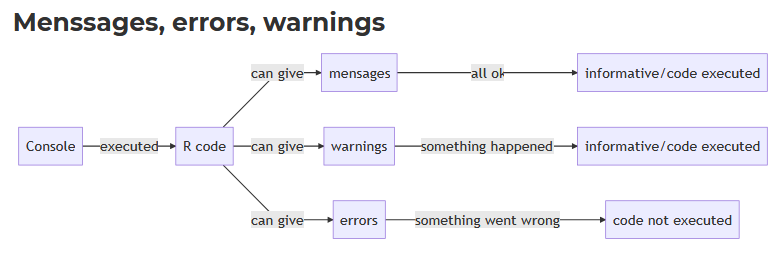 Menssages, errors, warnings
can give
mensages
all ok
informative/code executed
Console
executed
R code
can give
warnings
something happened
informative/code executed
can give
errors
something went wrong
code not executed